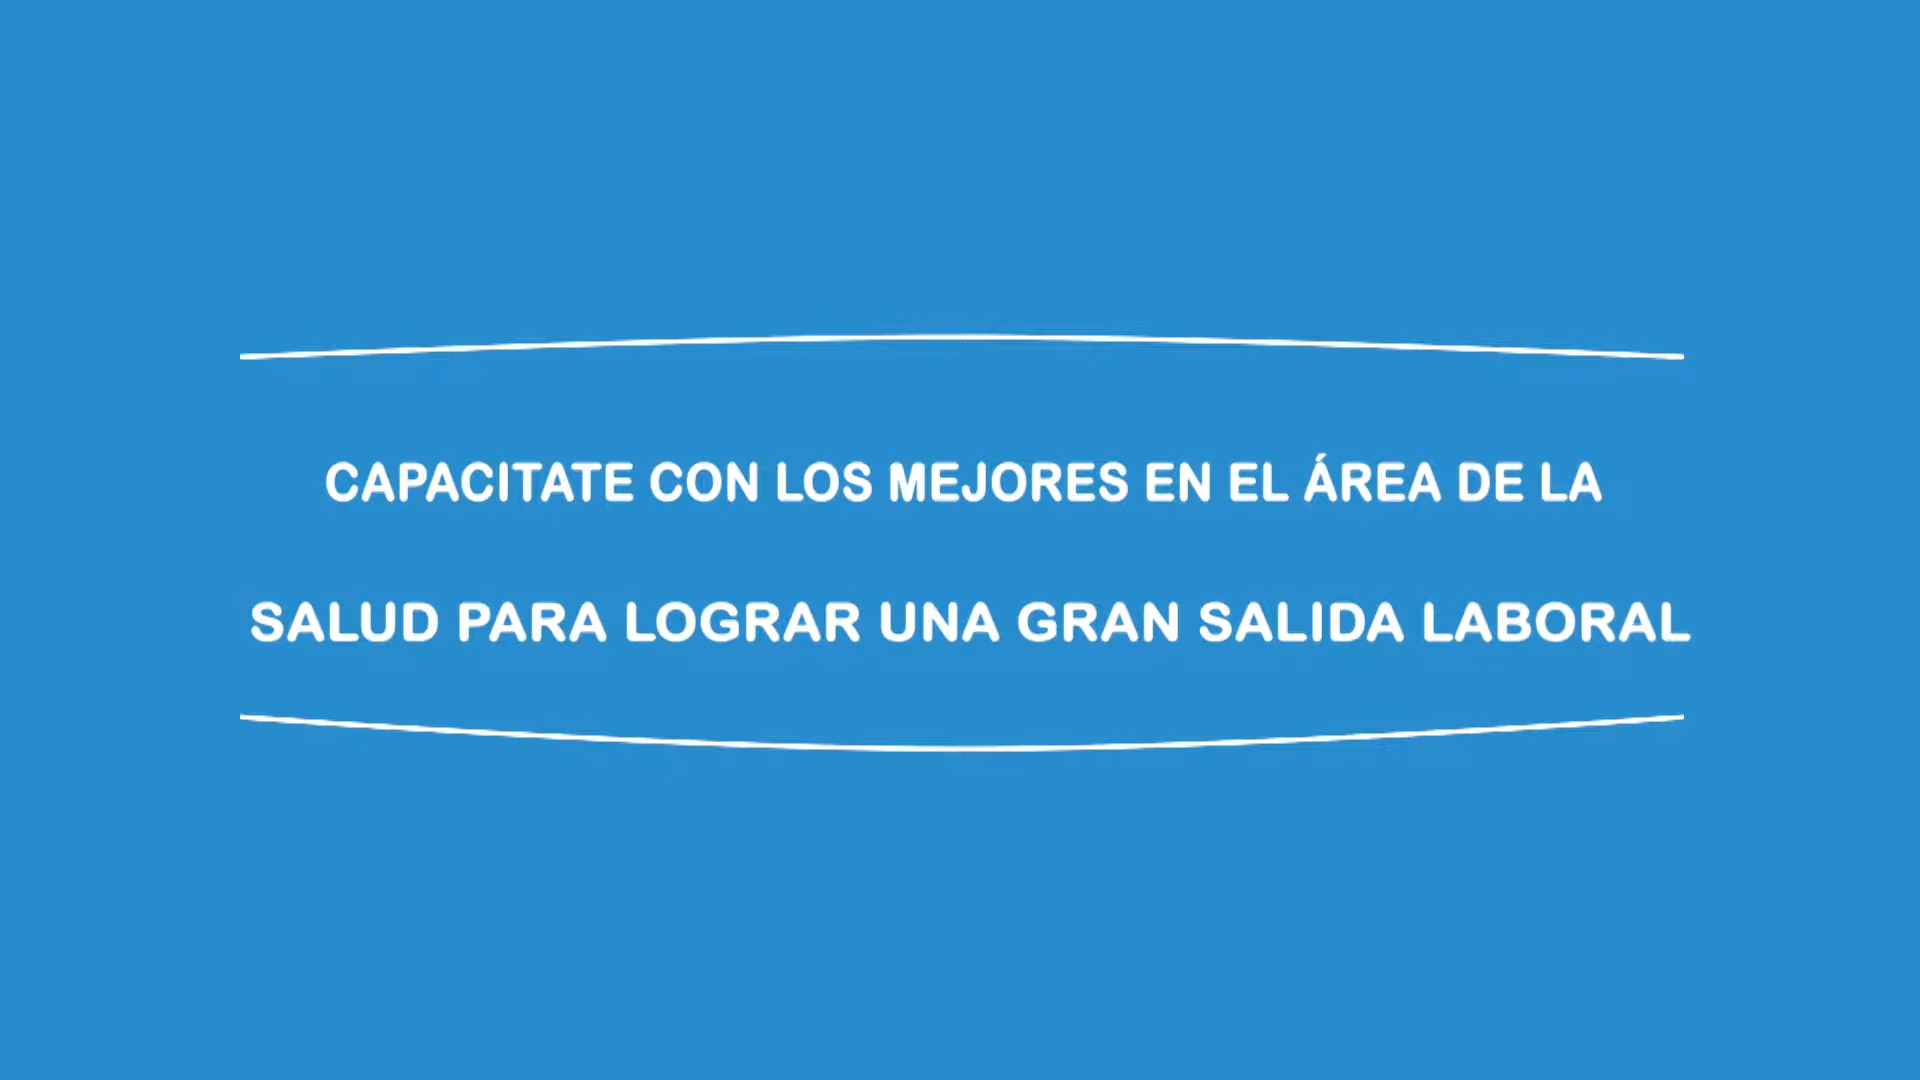 CAPACITATE CON LOS MEJORES EN EL ÁREA DE LA
SALUD PARA LOGRAR UNA GRAN SALIDA LABORAL